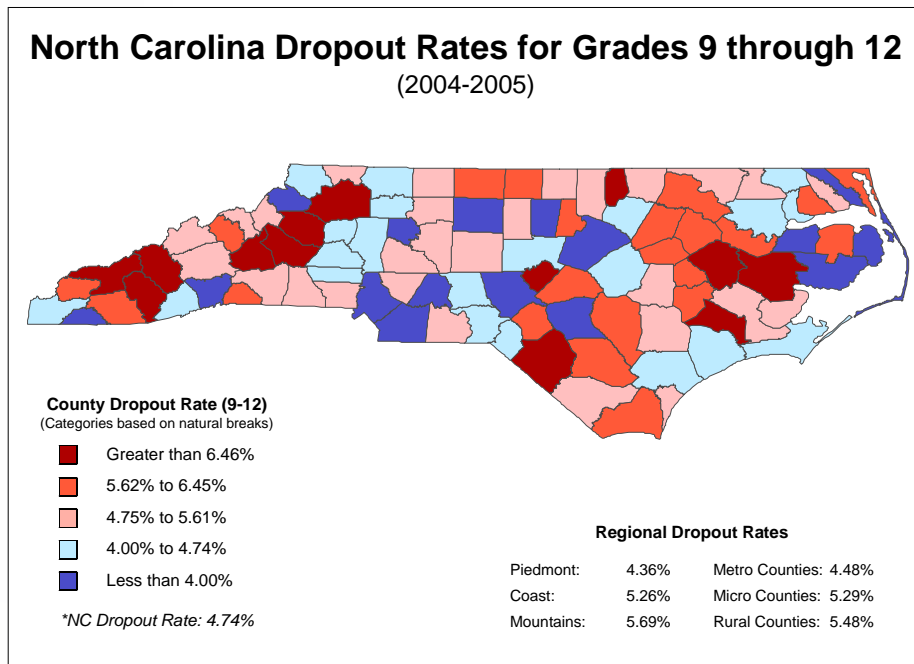 North Carolina Dropout Rates for Grades 9 through 12
(2004-2005)
County Dropout Rate (9-12)
(Categories based on natural breaks)
Greater than 6.46%
5.62% to 6.45%
4.75% to 5.61%
4.00% to 4.74%
Less than 4.00%
*NC Dropout Rate: 4.74%
Regional Dropout Rates
Piedmont: 4.36% Metro Counties: 4.48%
Coast: 5.26% Micro Counties: 5.29%
Mountains: 5.69% Rural Counties: 5.48%